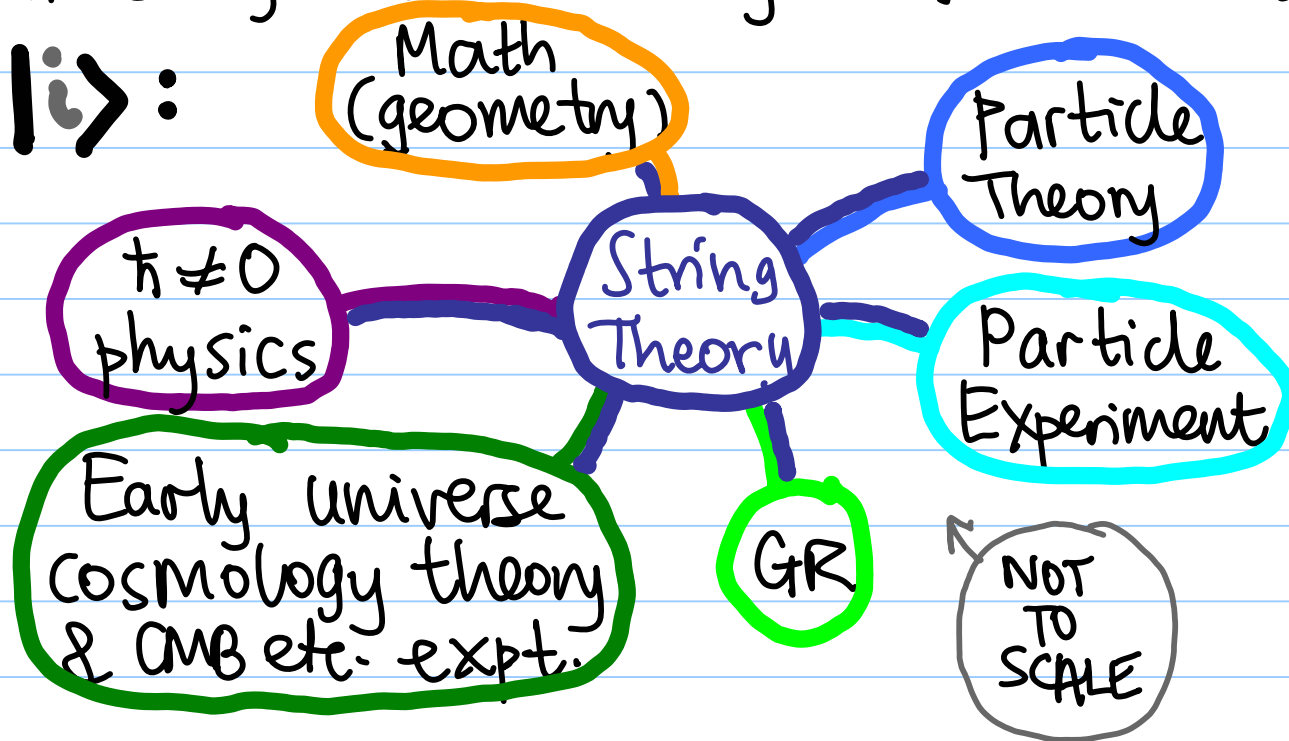 |i>:
Math
(geometry)
Particle
Theory
ħ ≠ 0
physics
String
Theory
Particle
Experiment
Early universe
cosmology theory
& CMB etc. expt.
GR
NOT
TO
SCALE